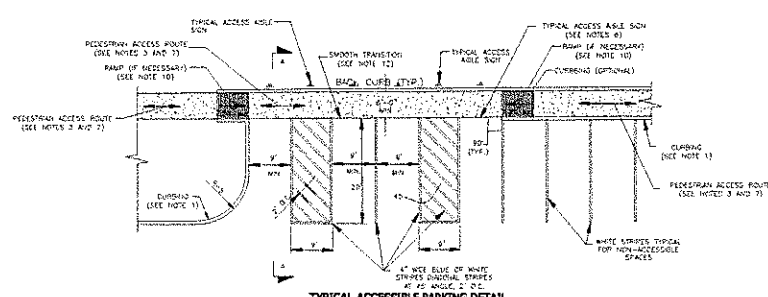 TYPICAL ACCESS AISLE
SIGN
TYPICAL ACCESS AISLE SIGN
(SEE NOTES 6)
PEDESTRIAN ACCESS ROUTE
(SEE NOTES 3 AND 7)
SMOOTH TRANSITION
(SEE NOTE 12)
TYPICAL ACCESS
AISLE SIGN
RAMP (IF NECESSARY)
(SEE NOTE 10)
RAMP (IF NECESSARY)
(SEE NOTE 10)
CURBING (OPTIONAL)
BACK CURB (TYP.)
MIN
PEDESTRIAN ACCESS ROUTE
(SEE NOTES 3 AND 7)
90°
(TYP.)
CURBING
(SEE NOTE 1)
9'
MIN
9'
MIN
9'
MIN
PEDESTRIAN ACCESS ROUTE
(SEE NOTES 3 AND 7)
CURBING
(SEE NOTE 1)
2' O.C.
20'
9'
9'
WHITE STRIPES TYPICAL
FOR NON-ACCESSIBLE
SPACES
4" WIDE BLUE OR WHITE
STRIPES DIAGONAL STRIPES
AT 45° ANGLE, 2' O.C.
TYPICAL ACCESSIBLE PARKING DETAIL